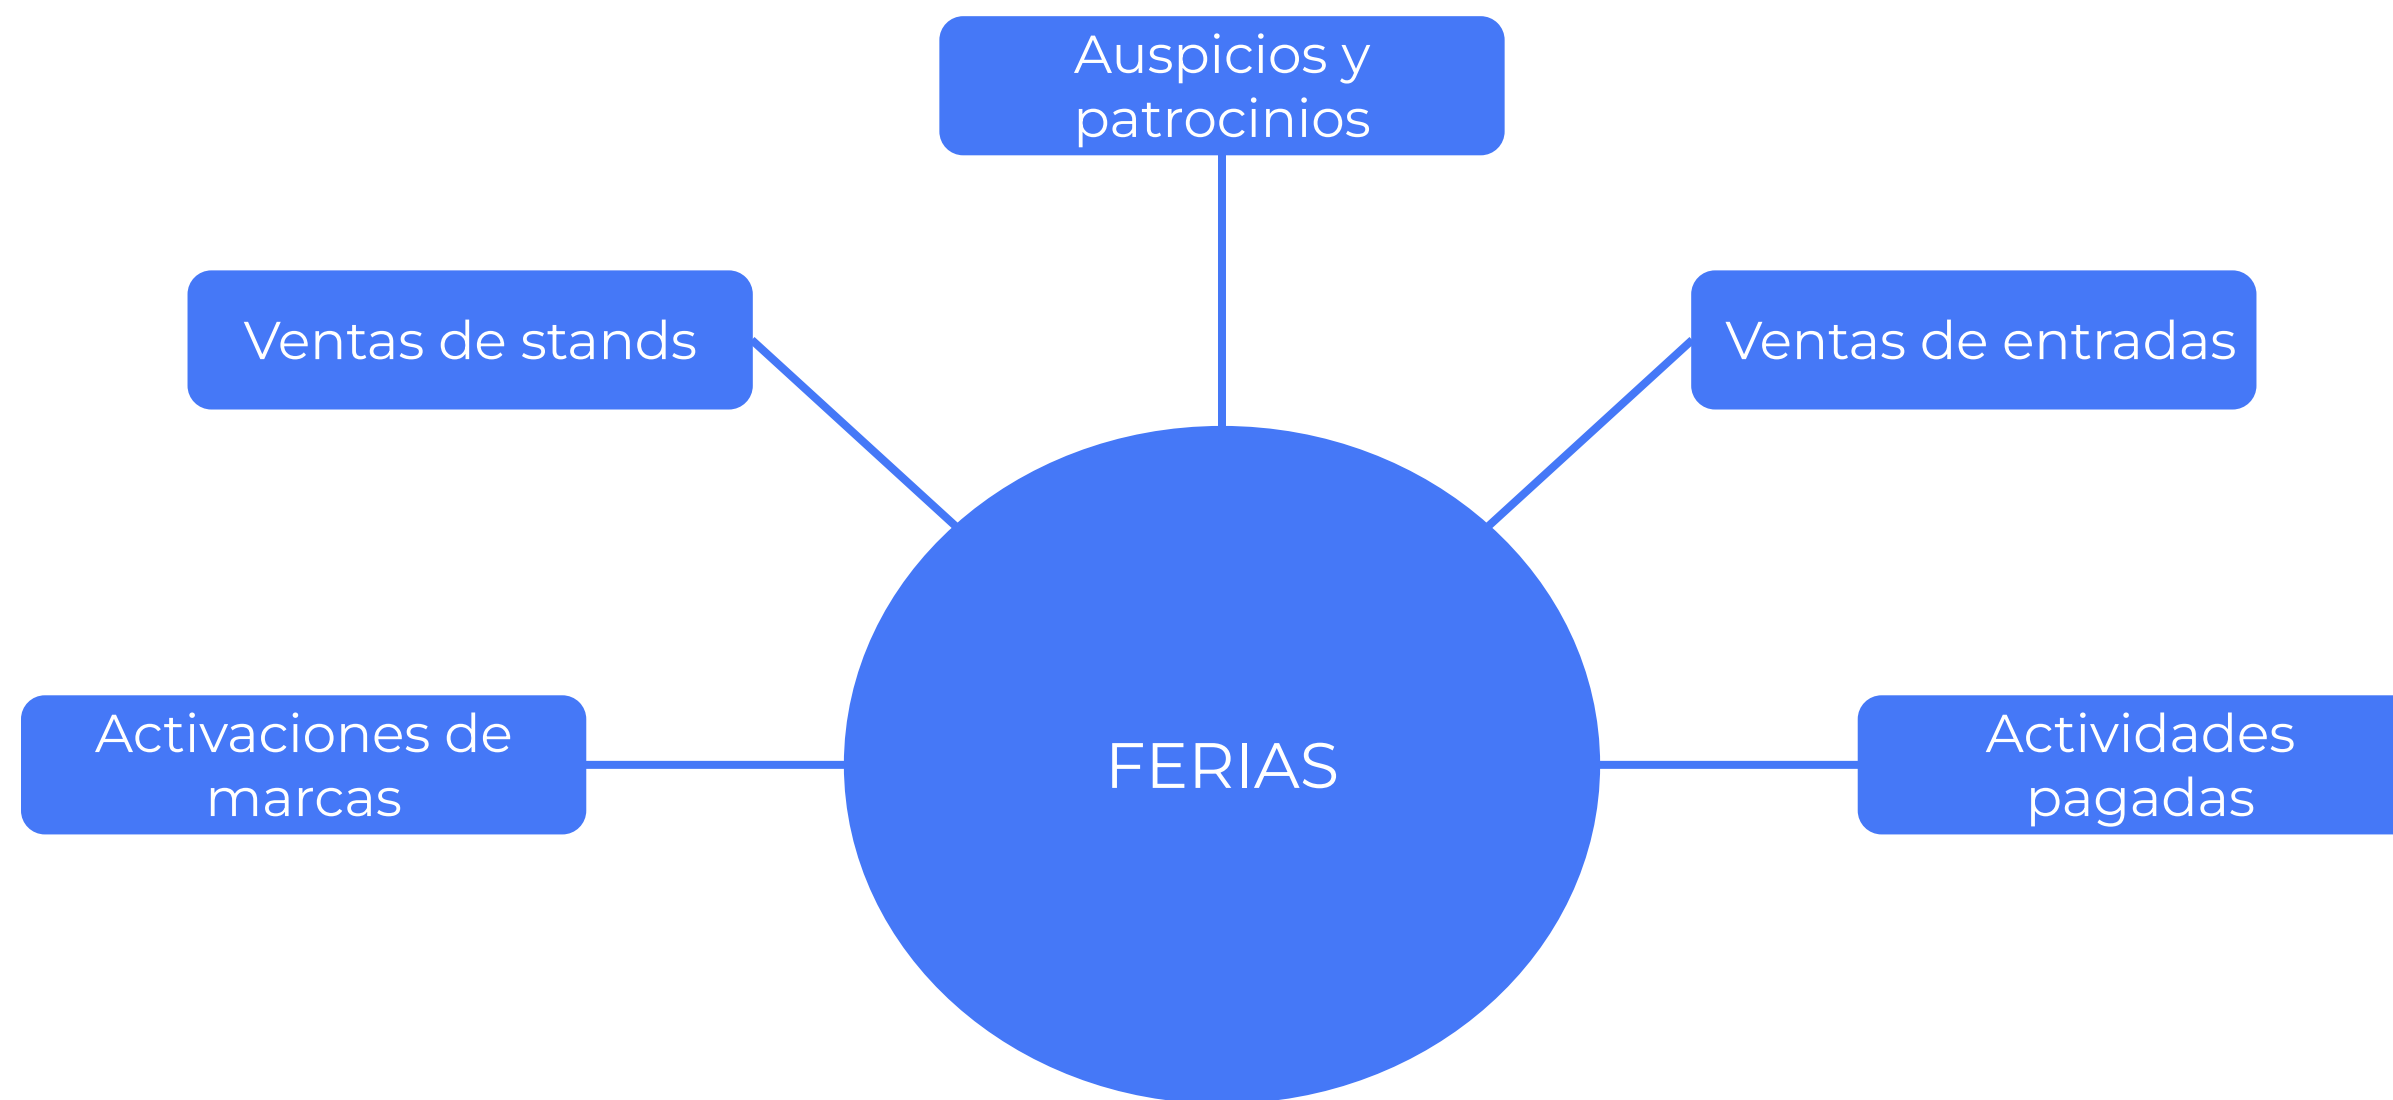 Auspicios y
patrocinios
Ventas de stands
Ventas de entradas
Activaciones de
marcas
FERIAS
Actividades
pagadas